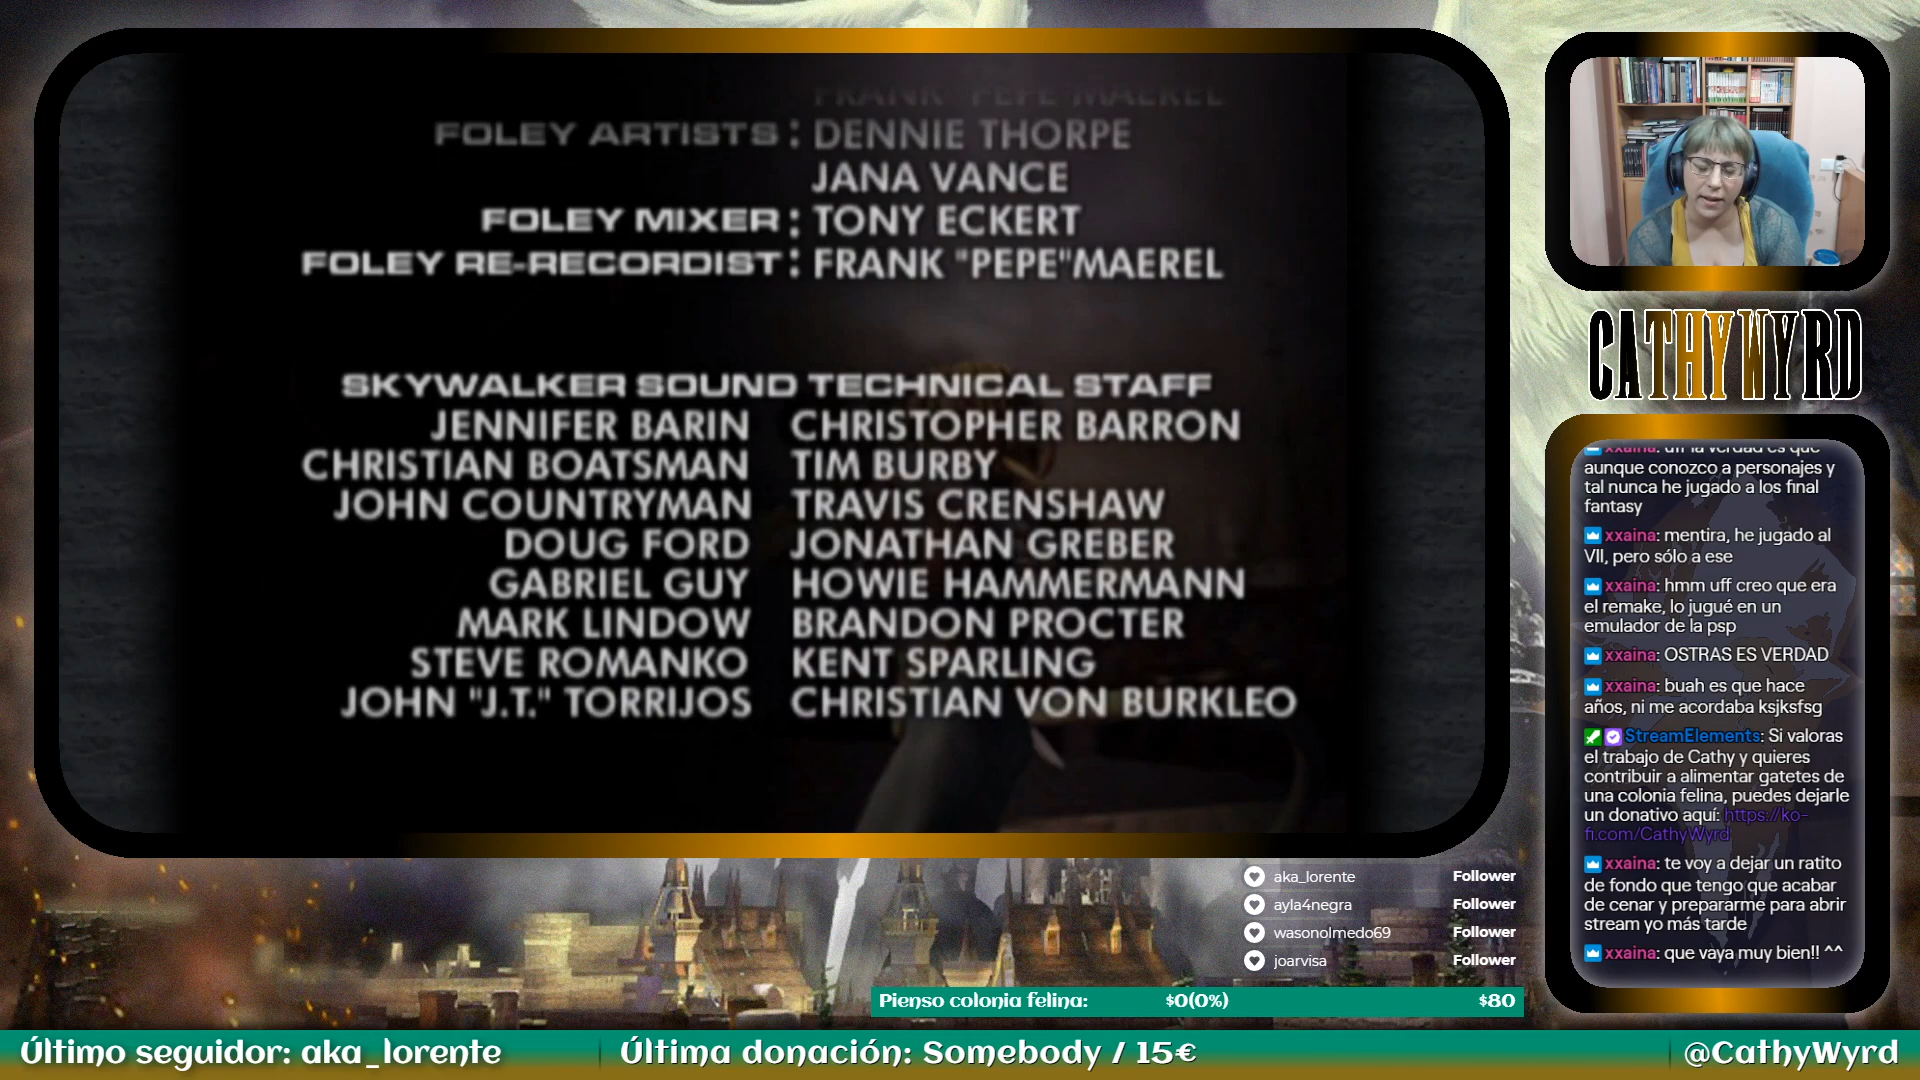 FRANK "PEPE"MAEREL
FOLEY ARTISTS : DENNIE THORPE
JANA VANCE
FOLEY MIXER : TONY ECKERT
FOLEY RE-RECORDIST : FRANK "PEPE"MAEREL
SKYWALKER SOUND TECHNICAL STAFF
JENNIFER BARIN CHRISTOPHER BARRON
CHRISTIAN BOATSMAN TIM BURBY
JOHN COUNTRYMAN TRAVIS CRENSHAW
DOUG FORD JONATHAN GREBER
GABRIEL GUY HOWIE HAMMERMANN
MARK LINDOW BRANDON PROCTER
STEVE ROMANKO KENT SPARLING
JOHN "J.T." TORRIJOS CHRISTIAN VON BURKLEO
CATHYWYRD
xxaina: uff la verdad es que
aunque conozco a personajes y
tal nunca he jugado a los final
fantasy
xxaina: mentira, he jugado al
VII, pero sólo a ese
xxaina: hmm uff creo que era
el remake, lo jugué en un
emulador de la psp
xxaina: OSTRAS ES VERDAD
xxaina: buah es que hace
años, ni me acordaba ksjksfsg
StreamElements: Si valoras
el trabajo de Cathy y quieres
contribuir a alimentar gatetes de
una colonia felina, puedes dejarle
un donativo aquí: https://ko-
fi.com/CathyWyrd
xxaina: te voy a dejar un ratito
de fondo que tengo que acabar
de cenar y prepararme para abrir
stream yo más tarde
xxaina: que vaya muy bien!! ^^
aka_lorente Follower
ayla4negra Follower
wasonolmedo69 Follower
joarvisa Follower
Pienso colonia felina: $0(0%) $80
Último seguidor: aka_lorente Última donación: Somebody / 15€ @CathyWyrd